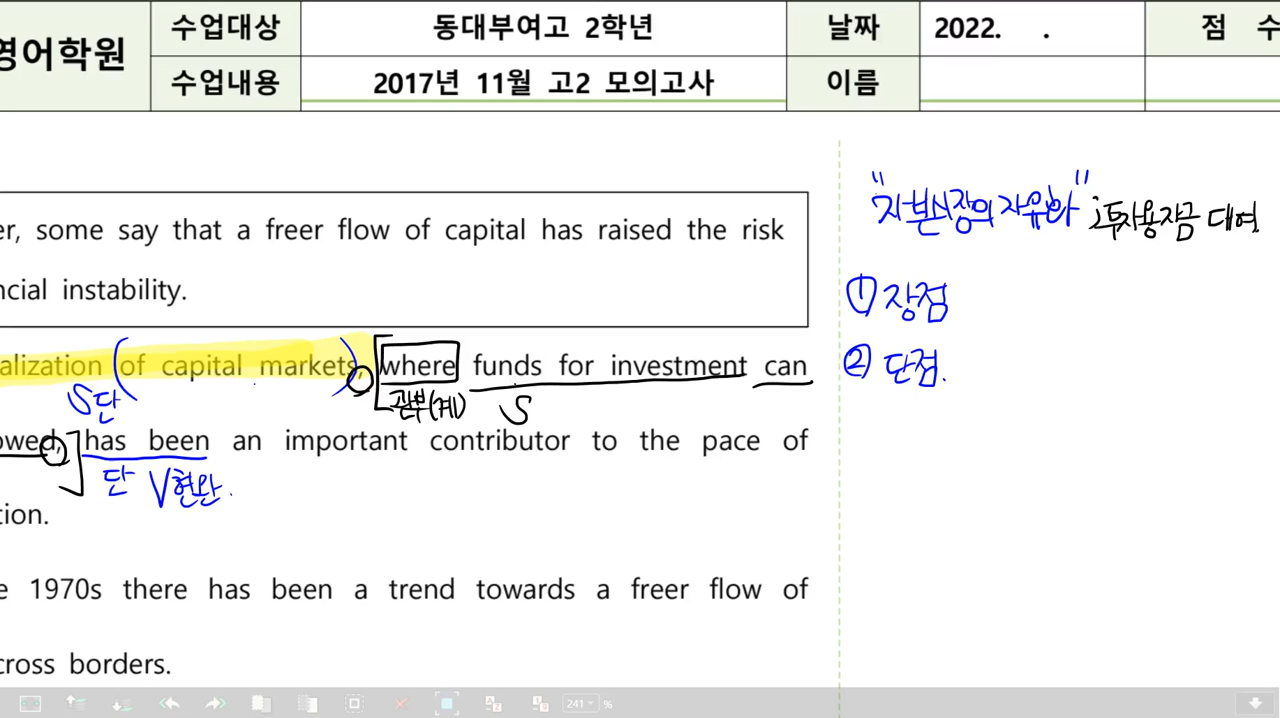 영어학원 수업대상 동대부여고 2학년 날짜 2022. . 점 수
수업내용 2017년 11월 고2 모의고사 이름
er, some say that a freer flow of capital has raised the risk
ncial instability.
"자본시장의 자유화" : 투자용자금 대여
① 장점
② 단점.
alization of capital markets, where funds for investment can
S단 관부(계) S
owed, has been an important contributor to the pace of
단 V현완.
tion.
e 1970s there has been a trend towards a freer flow of
cross borders.
241 %